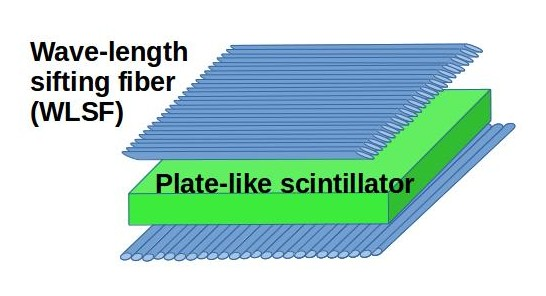 Wave-length
sifting fiber
(WLSF)
Plate-like scintillator